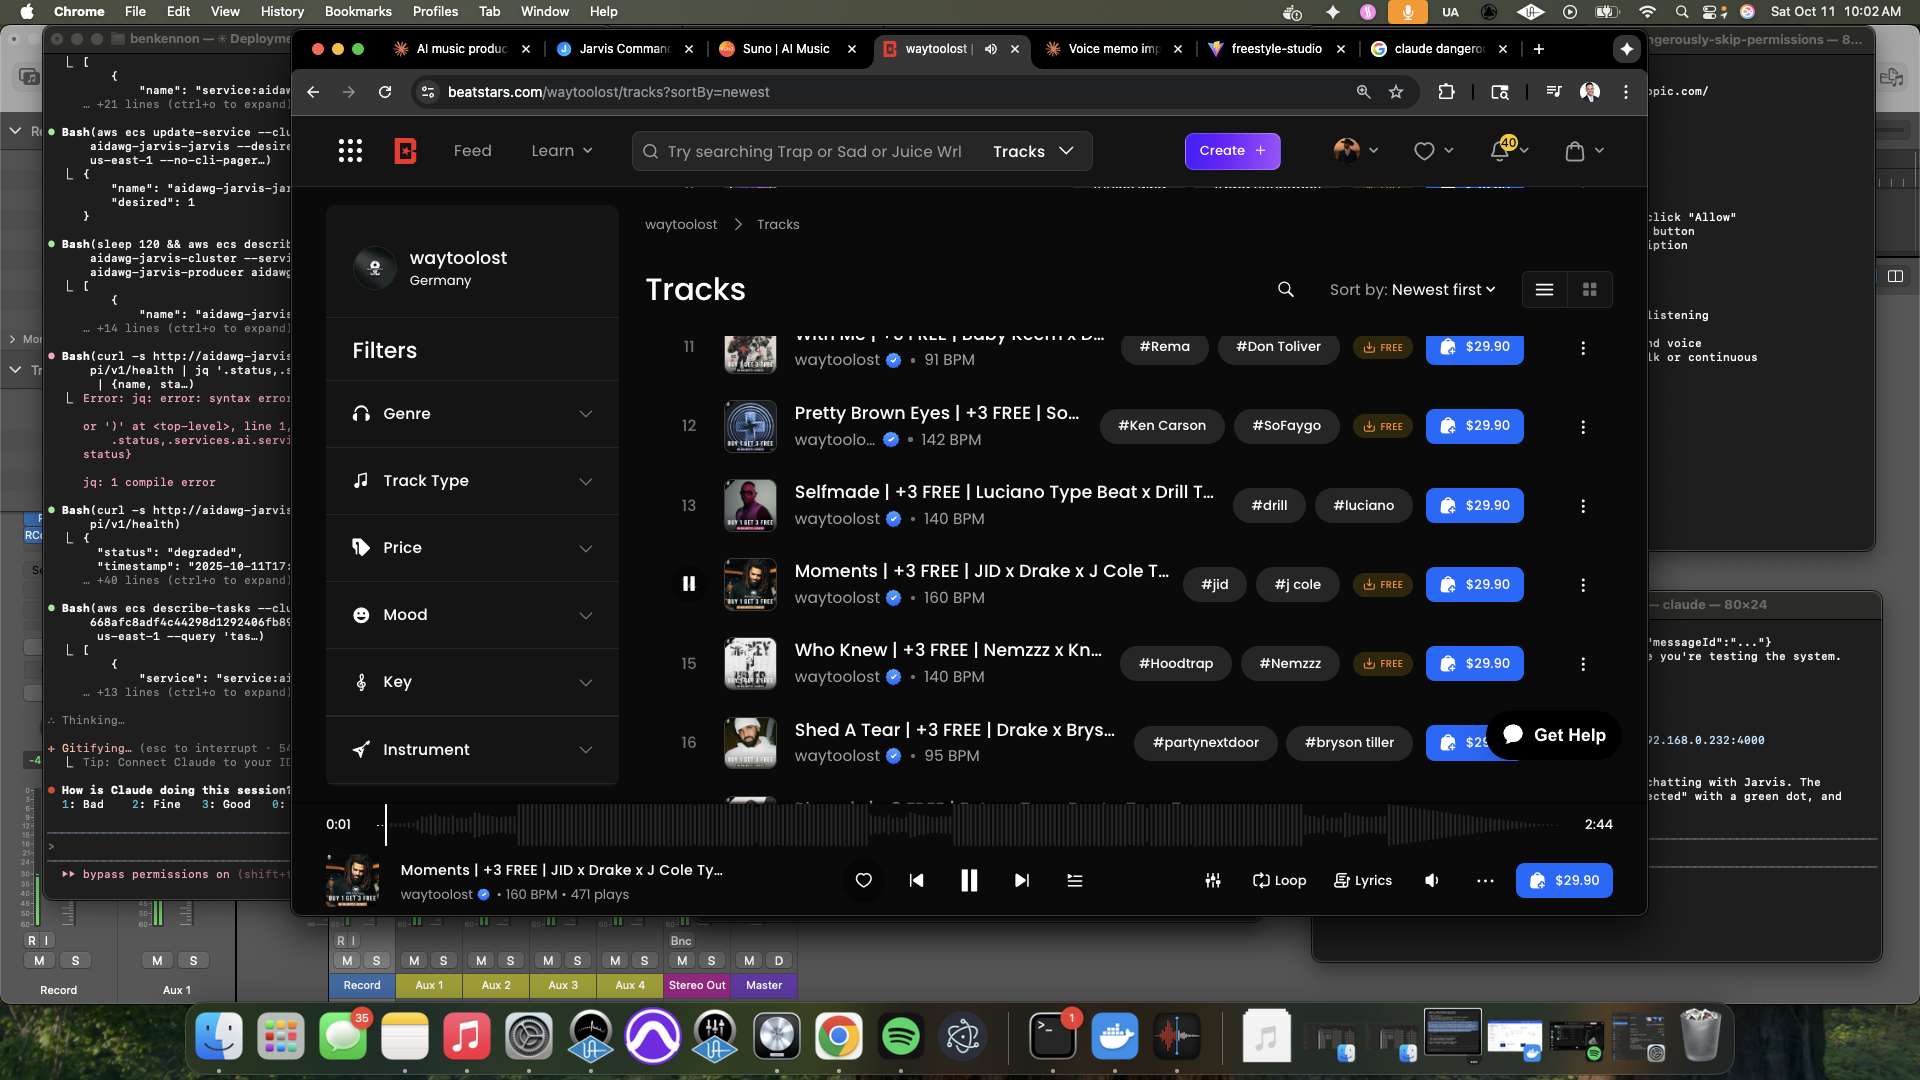 Chrome File Edit View History Bookmarks Profiles Tab Window Help
UA
Sat Oct 11 10:02 AM
benkennon —
Deployme
gerously-skip-permissions — 8...
AI music produc
Jarvis Comman
Suno | AI Music
waytoolost |
Voice memo imp
freestyle-studio
claude dangerou
beatstars.com/waytoolost/tracks?sortBy=newest
Feed
Learn
Try searching Trap or Sad or Juice Wrl
Tracks
Create +
40
waytoolost
Germany
Filters
Genre
Track Type
Price
Mood
Key
Instrument
waytoolost > Tracks
Tracks
Sort by: Newest first
11
waytoolost • 91 BPM
#Rema
#Don Toliver
FREE
$29.90
12
Pretty Brown Eyes | +3 FREE | So...
waytoolo... • 142 BPM
#Ken Carson
#SoFaygo
FREE
$29.90
13
Selfmade | +3 FREE | Luciano Type Beat x Drill T...
waytoolost • 140 BPM
#drill
#luciano
$29.90
Moments | +3 FREE | JID x Drake x J Cole T...
waytoolost • 160 BPM
#jid
#j cole
FREE
$29.90
15
Who Knew | +3 FREE | Nemzzz x Kn...
waytoolost • 140 BPM
#Hoodtrap
#Nemzzz
FREE
$29.90
16
Shed A Tear | +3 FREE | Drake x Brys...
waytoolost • 95 BPM
#partynextdoor
#bryson tiller
Get Help
0:01
2:44
Moments | +3 FREE | JID x Drake x J Cole Ty...
waytoolost • 160 BPM • 471 plays
Loop
Lyrics
$29.90
[
{
"name": "service:aidaw
… +21 lines (ctrl+o to expand)
Bash(aws ecs update-service --clu
aidawg-jarvis-jarvis --desire
us-east-1 --no-cli-pager…)
{
"name": "aidawg-jarvis-jar
"desired": 1
}
Bash(sleep 120 && aws ecs describ
aidawg-jarvis-cluster --servi
aidawg-jarvis-producer aidawg
[
{
"name": "aidawg-jarvis
… +14 lines (ctrl+o to expand)
Bash(curl -s http://aidawg-jarvis
pi/v1/health | jq '.status,.s
| {name, sta…)
Error: jq: error: syntax error
or ')' at <top-level>, line 1,
.status,.services.ai.servi
status}
jq: 1 compile error
Bash(curl -s http://aidawg-jarvis
pi/v1/health)
{
"status": "degraded",
"timestamp": "2025-10-11T17:
… +40 lines (ctrl+o to expand)
Bash(aws ecs describe-tasks --clu
668afc8adf4c44298d1292406fb89
us-east-1 --query 'tas…)
[
{
"service": "service:ai
… +13 lines (ctrl+o to expand)
Thinking…
Gitifying… (esc to interrupt · 54
Tip: Connect Claude to your ID
How is Claude doing this session?
1: Bad 2: Fine 3: Good 0:
>
bypass permissions on (shift+t
opic.com/
click "Allow"
button
iption
listening
nd voice
lk or continuous
— claude — 80×24
"messageId":"..."}
e you're testing the system.
92.168.0.232:4000
chatting with Jarvis. The
ected" with a green dot, and
R I
M S
Record
M S
Aux 1
R I
M S
Record
M S
Aux 1
M S
Aux 2
M S
Aux 3
M S
Aux 4
Bnc
M S
Stereo Out
M D
Master
35
1